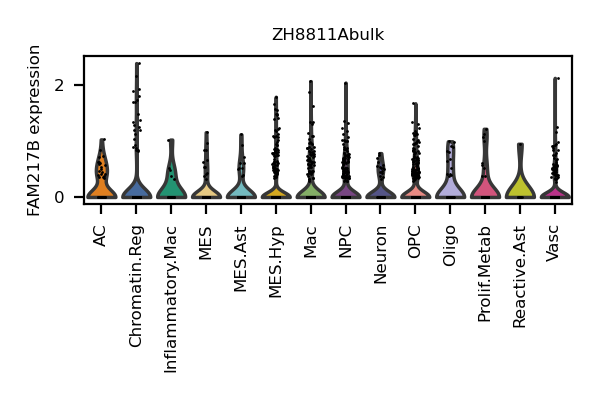 ZH8811Abulk
FAM217B expression
2
0
AC
Chromatin.Reg
Inflammatory.Mac
MES
MES.Ast
MES.Hyp
Mac
NPC
Neuron
OPC
Oligo
Prolif.Metab
Reactive.Ast
Vasc